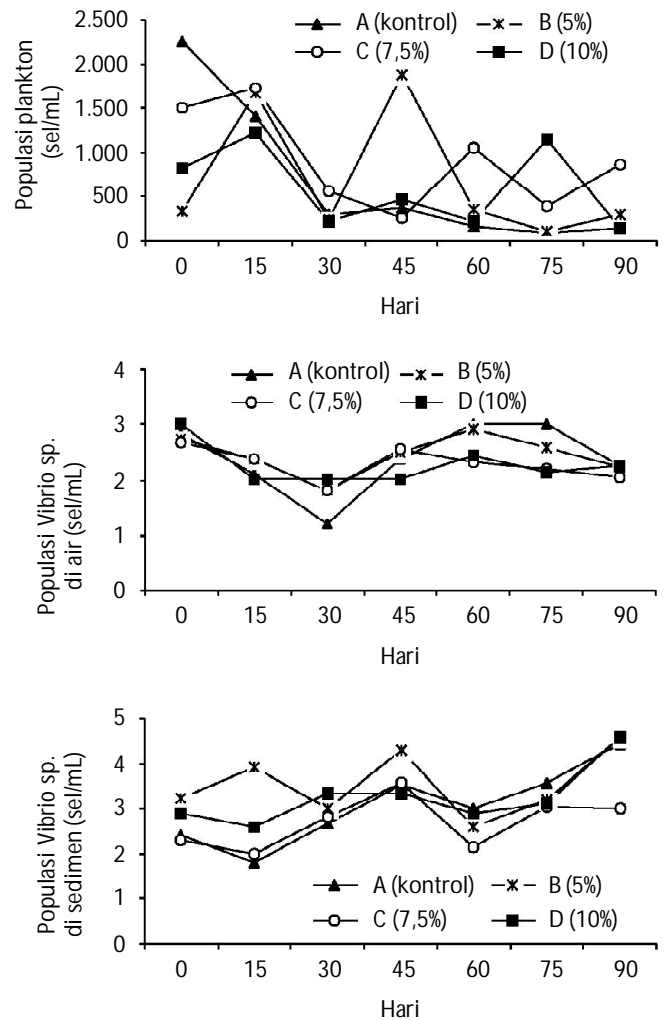 A (kontrol) B (5%)
C (7,5%) D (10%)
Populasi plankton
(sel/mL)
2.500
2.000
1.500
1.000
500
0
0 15 30 45 60 75 90
Hari
A (kontrol) B (5%)
C (7,5%) D (10%)
Populasi Vibrio sp.
di air (sel/mL)
4
3
2
1
0
0 15 30 45 60 75 90
Hari
Populasi Vibrio sp.
di sedimen (sel/mL)
5
4
3
2
1
0
A (kontrol) B (5%)
C (7,5%) D (10%)
0 15 30 45 60 75 90
Hari